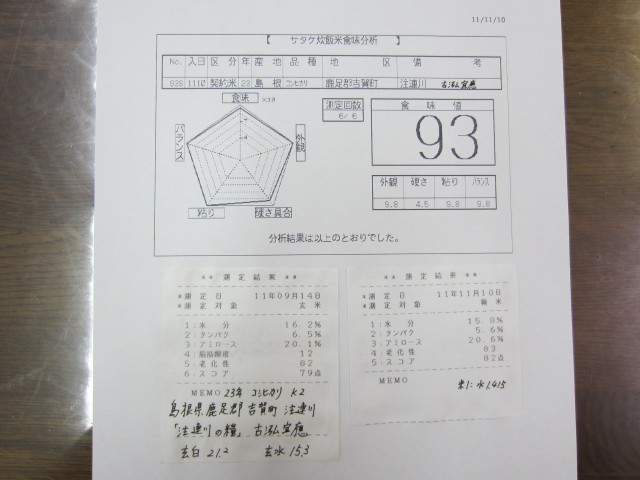 11/11/10
【 サタケ炊飯米食味分析 】
No. 入日 区分 年 産地 品種 地区 備考
938 1110 契約米 23 島根 コシヒカリ 鹿足郡吉賀町 注連川
食味
バランス
外観
粘り
硬さ具合
測定回数
6/ 6
食味値
93
外観 硬さ 粘り バランス
9.8 4.5 9.8 9.8
分析結果は以上のとおりでした。
** 測定結果 **
*測定日 11年09月14日
*測定対象 玄米
1:水分 16.2%
2:タンパク 6.5%
3:アミロース 20.1%
4:脂肪酸度 12
5:老化性 82
6:スコア 79点
MEMO 23年 コシヒカリ K2
島根県鹿足郡吉賀町 注連川
「注連川の糧」
玄白 21.2 玄水 15.3
** 測定結果 **
*測定日 11年11月10日
*測定対象 精米
1:水分 15.8%
2:タンパク 5.6%
3:アミロース 20.6%
4:老化性 83
5:スコア 82点
MEMO
米1:水1.415